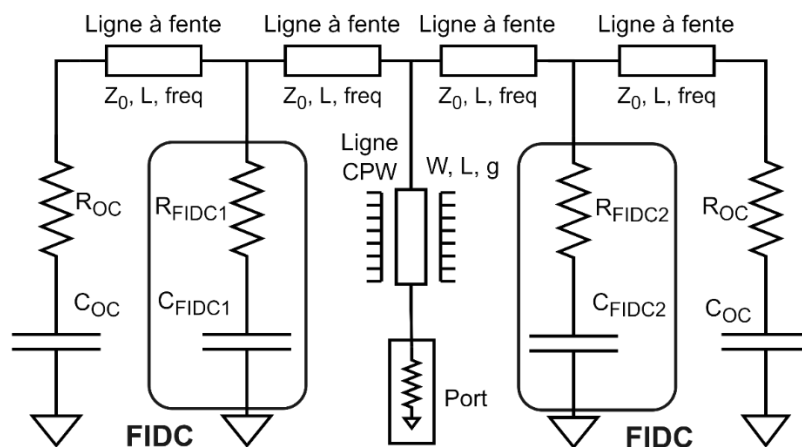 Ligne à fente
Ligne à fente
Ligne à fente
Ligne à fente
Z0, L, freq
Z0, L, freq
Z0, L, freq
Z0, L, freq
Ligne
CPW
W, L, g
ROC
RFIDC1
RFIDC2
ROC
COC
CFIDC1
CFIDC2
COC
Port
FIDC
FIDC